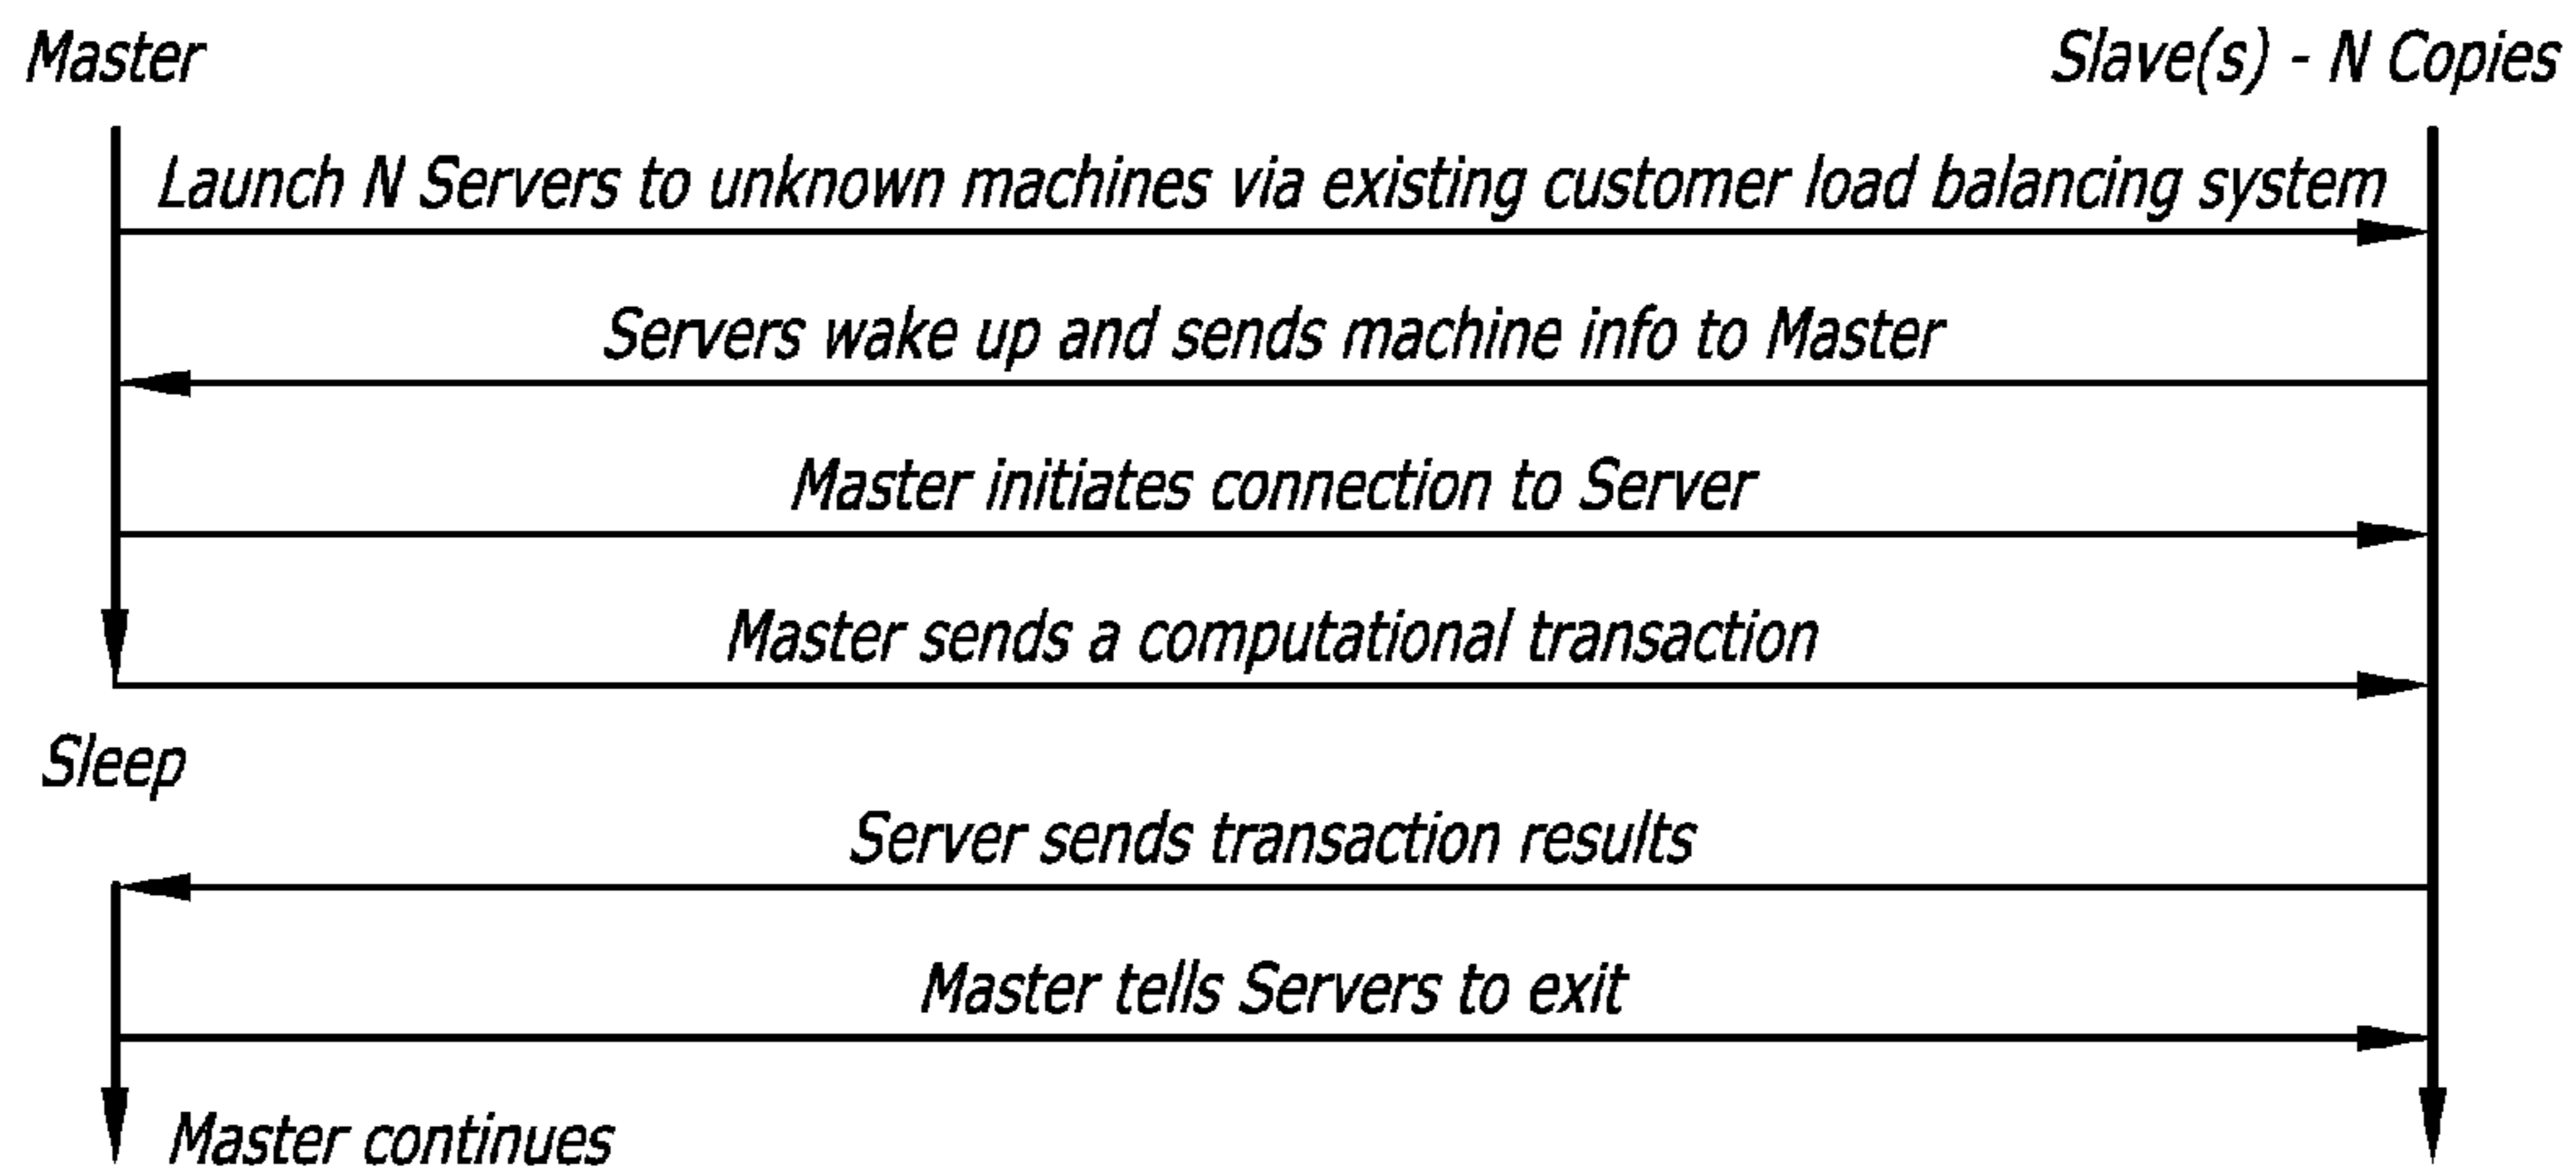 Master
Slave(s) - N Copies
Launch N Servers to unknown machines via existing customer load balancing system
Servers wake up and sends machine info to Master
Master initiates connection to Server
Master sends a computational transaction
Sleep
Server sends transaction results
Master tells Servers to exit
Master continues